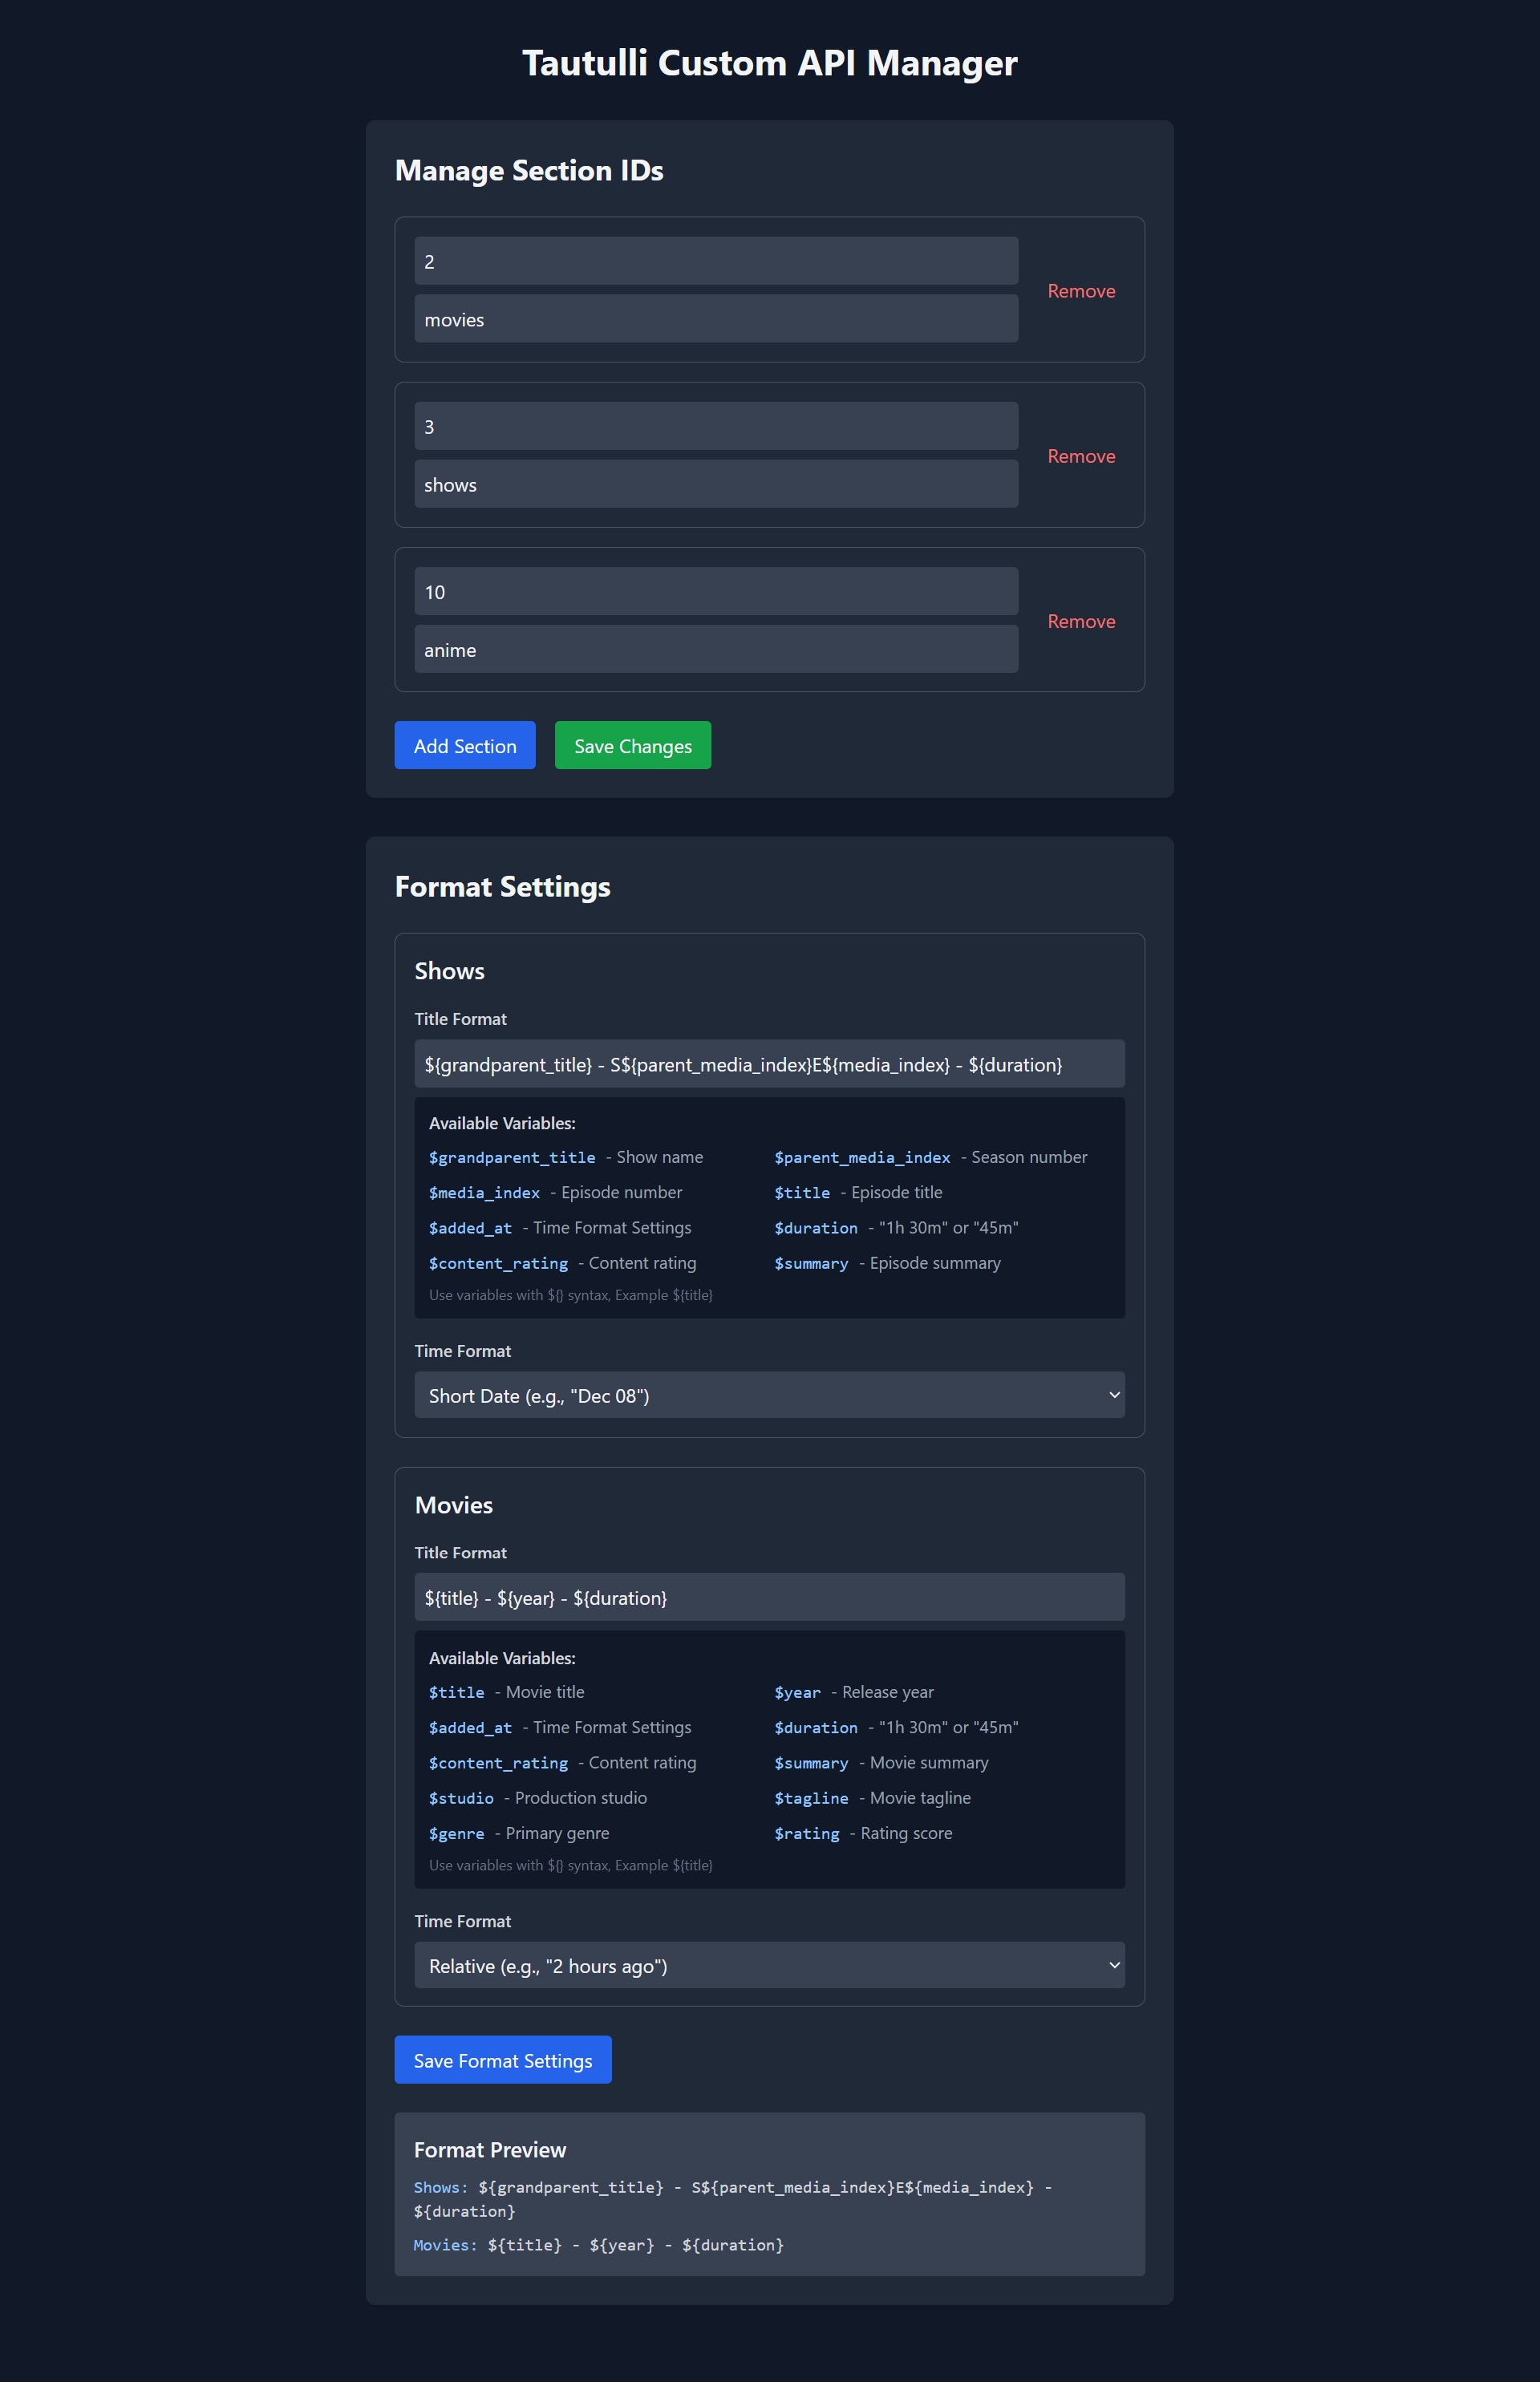 Tautulli Custom API Manager
Manage Section IDs
2
movies
Remove
3
shows
Remove
10
anime
Remove
Add Section Save Changes
Format Settings
Shows
Title Format
${grandparent_title} - S${parent_media_index}E${media_index} - ${duration}
Available Variables:
$grandparent_title - Show name $parent_media_index - Season number
$media_index - Episode number $title - Episode title
$added_at - Time Format Settings $duration - "1h 30m" or "45m"
$content_rating - Content rating $summary - Episode summary
Use variables with ${} syntax, Example ${title}
Time Format
Short Date (e.g., "Dec 08")
Movies
Title Format
${title} - ${year} - ${duration}
Available Variables:
$title - Movie title $year - Release year
$added_at - Time Format Settings $duration - "1h 30m" or "45m"
$content_rating - Content rating $summary - Movie summary
$studio - Production studio $tagline - Movie tagline
$genre - Primary genre $rating - Rating score
Use variables with ${} syntax, Example ${title}
Time Format
Relative (e.g., "2 hours ago")
Save Format Settings
Format Preview
Shows: ${grandparent_title} - S${parent_media_index}E${media_index} -
${duration}
Movies: ${title} - ${year} - ${duration}